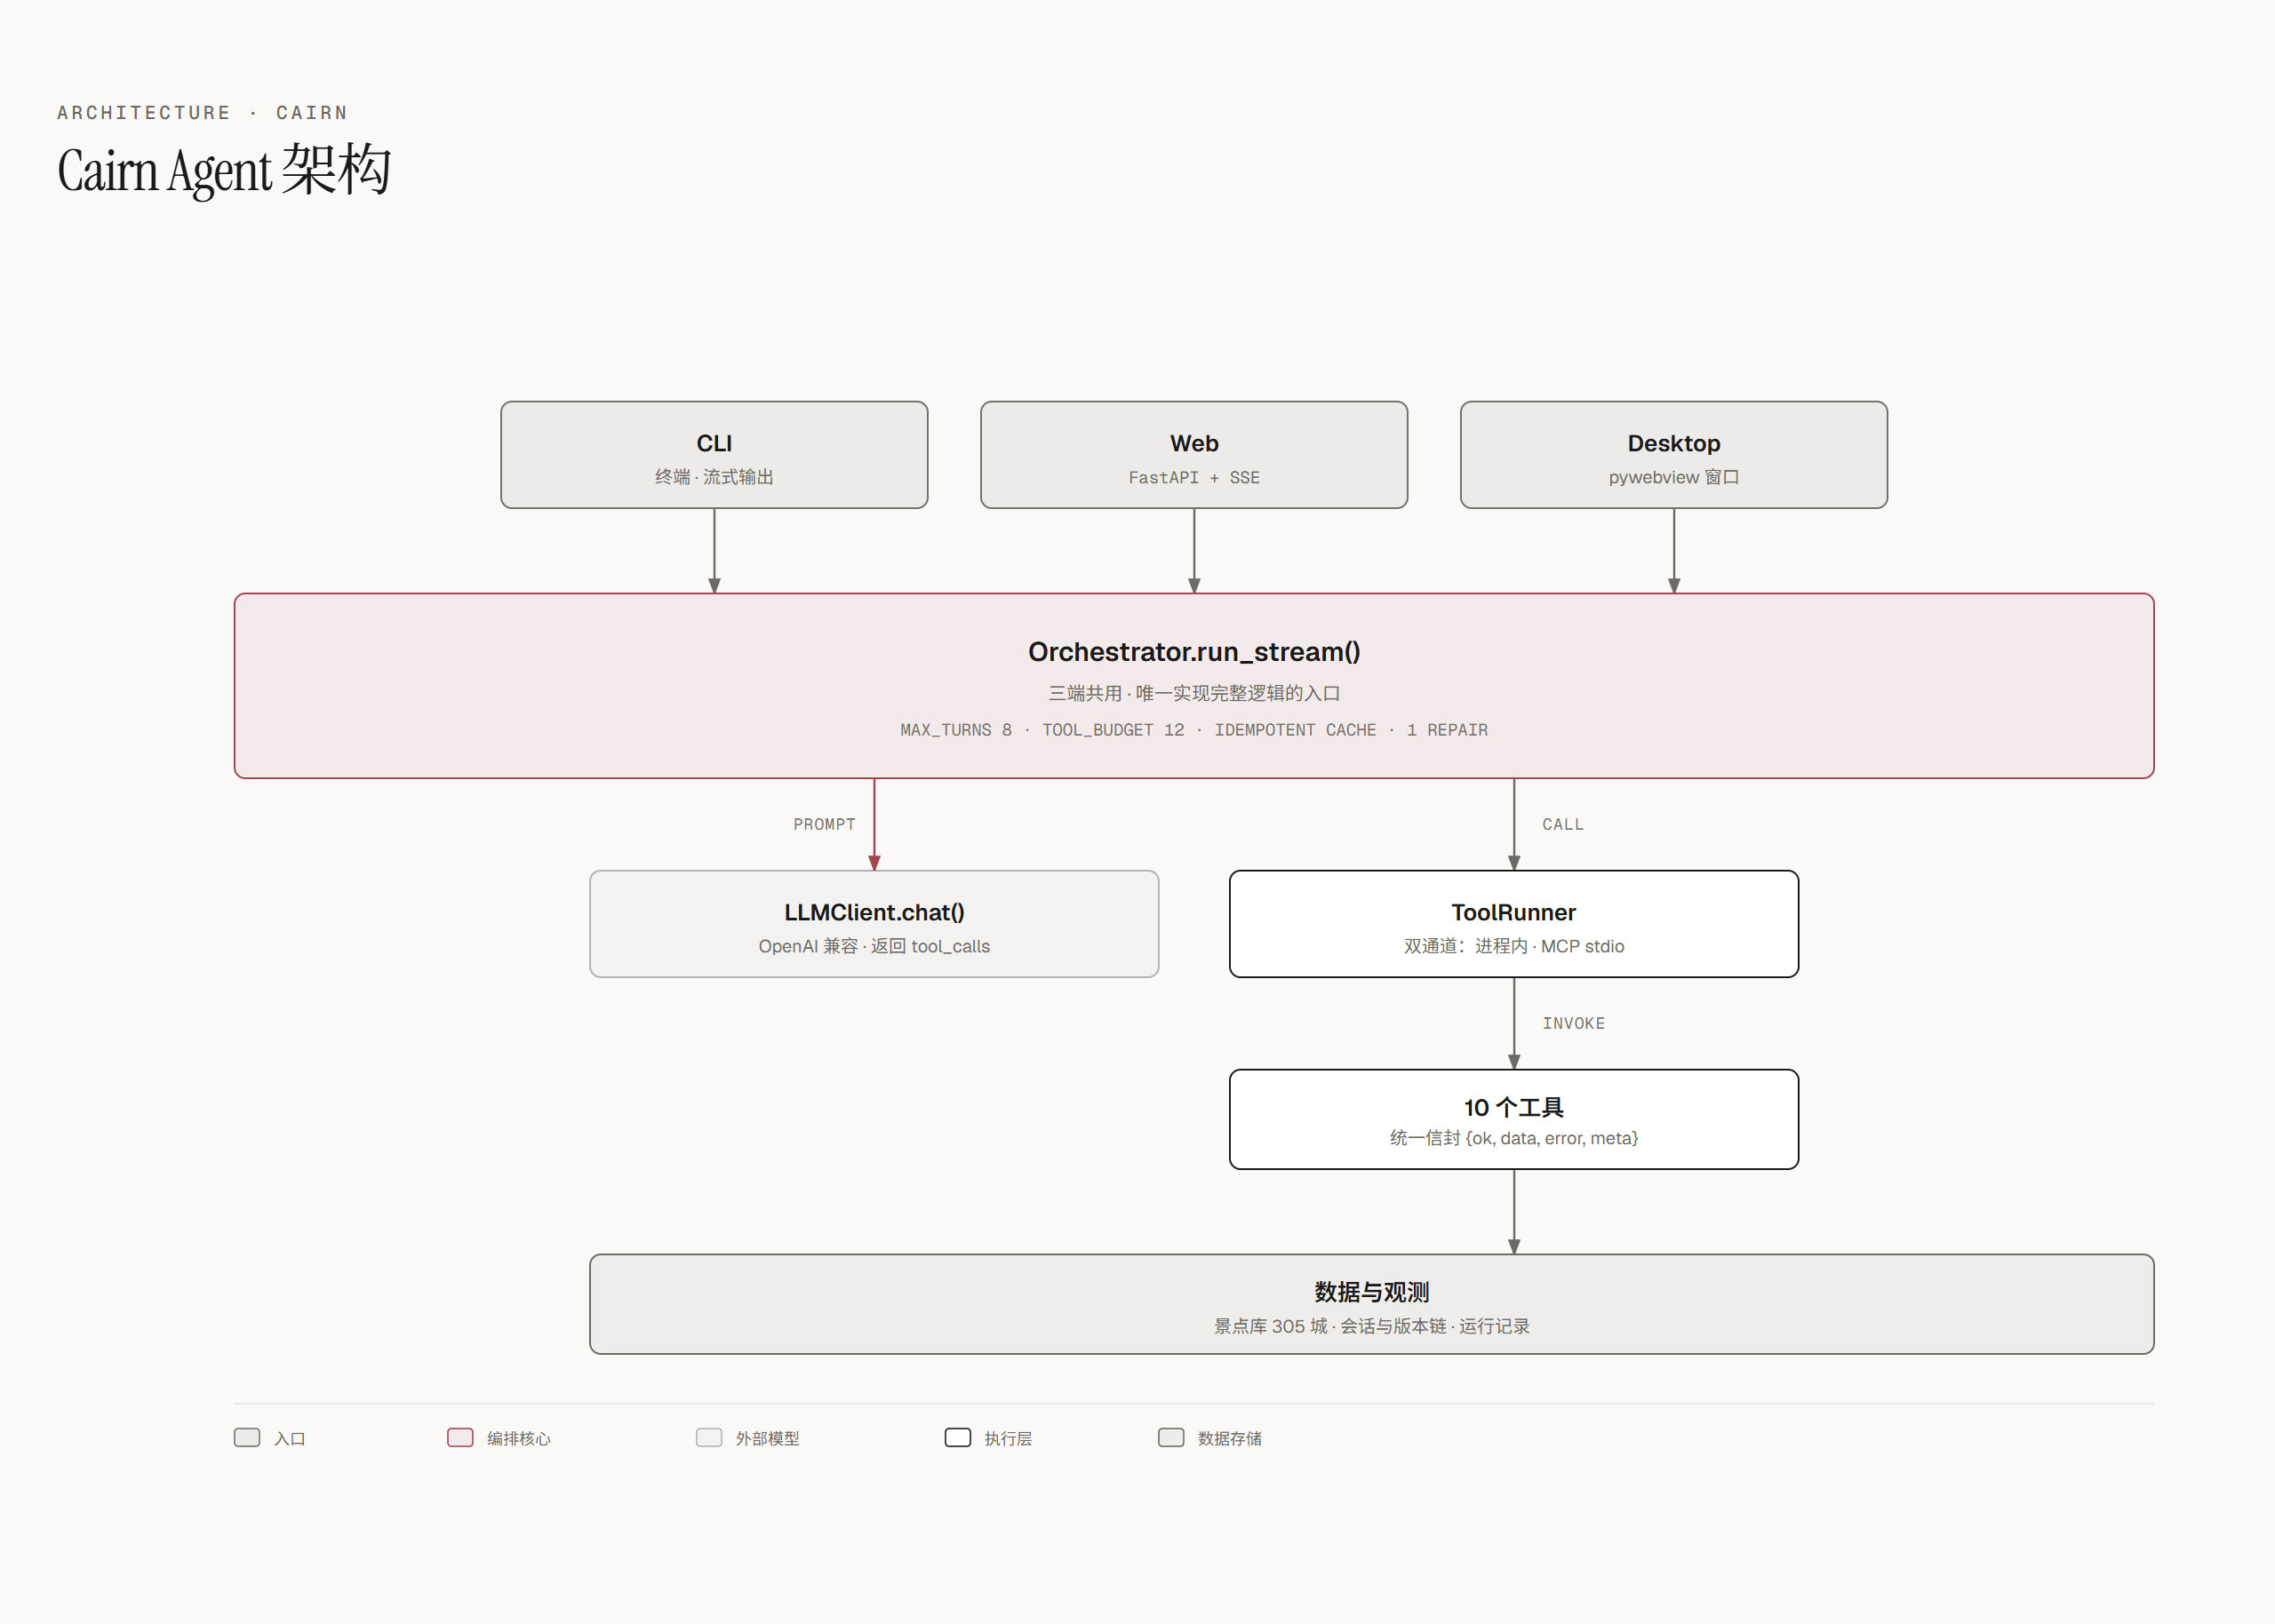 ARCHITECTURE · CAIRN
Cairn Agent 架构
CLI
终端 · 流式输出
Web
FastAPI + SSE
Desktop
pywebview 窗口
Orchestrator.run_stream()
三端共用 · 唯一实现完整逻辑的入口
MAX_TURNS 8 · TOOL_BUDGET 12 · IDEMPOTENT CACHE · 1 REPAIR
PROMPT
CALL
LLMClient.chat()
OpenAI 兼容 · 返回 tool_calls
ToolRunner
双通道：进程内 · MCP stdio
INVOKE
10 个工具
统一信封 {ok, data, error, meta}
数据与观测
景点库 305 城 · 会话与版本链 · 运行记录
入口
编排核心
外部模型
执行层
数据存储